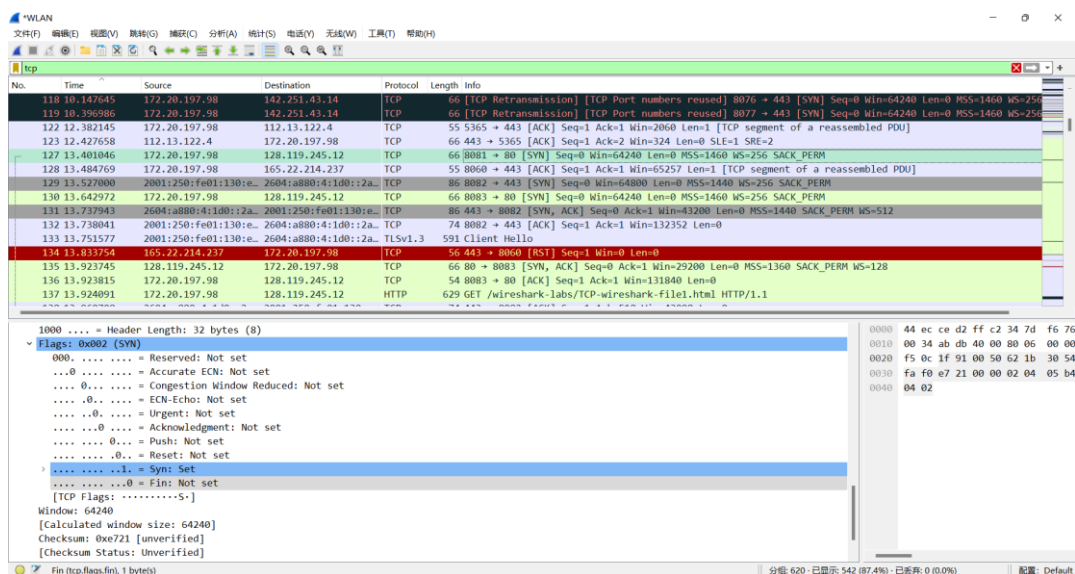 *WLAN
文件(F) 编辑(E) 视图(V) 跳转(G) 捕获(C) 分析(A) 统计(S) 电话(Y) 无线(W) 工具(T) 帮助(H)
tcp
No. Time Source Destination Protocol Length Info
118 10.147645 172.20.197.98 142.251.43.14 TCP 66 [TCP Retransmission] [TCP Port numbers reused] 8076 → 443 [SYN] Seq=0 Win=64240 Len=0 MSS=1460 WS=256
119 10.396986 172.20.197.98 142.251.43.14 TCP 66 [TCP Retransmission] [TCP Port numbers reused] 8077 → 443 [SYN] Seq=0 Win=64240 Len=0 MSS=1460 WS=256
122 12.382145 172.20.197.98 112.13.122.4 TCP 55 5365 → 443 [ACK] Seq=1 Ack=1 Win=2060 Len=1 [TCP segment of a reassembled PDU]
123 12.427658 112.13.122.4 172.20.197.98 TCP 66 443 → 5365 [ACK] Seq=1 Ack=2 Win=324 Len=0 SLE=1 SRE=2
127 13.401046 172.20.197.98 128.119.245.12 TCP 66 8081 → 80 [SYN] Seq=0 Win=64240 Len=0 MSS=1460 WS=256 SACK_PERM
128 13.484769 172.20.197.98 165.22.214.237 TCP 55 8060 → 443 [ACK] Seq=1 Ack=1 Win=65257 Len=1 [TCP segment of a reassembled PDU]
129 13.527000 2001:250:fe01:130:e… 2604:a880:4:1d0::2a… TCP 86 8082 → 443 [SYN] Seq=0 Win=64800 Len=0 MSS=1440 WS=256 SACK_PERM
130 13.642972 172.20.197.98 128.119.245.12 TCP 66 8083 → 80 [SYN] Seq=0 Win=64240 Len=0 MSS=1460 WS=256 SACK_PERM
131 13.737943 2604:a880:4:1d0::2a… 2001:250:fe01:130:e… TCP 86 443 → 8082 [SYN, ACK] Seq=0 Ack=1 Win=43200 Len=0 MSS=1440 SACK_PERM WS=512
132 13.738041 2001:250:fe01:130:e… 2604:a880:4:1d0::2a… TCP 74 8082 → 443 [ACK] Seq=1 Ack=1 Win=132352 Len=0
133 13.751577 2001:250:fe01:130:e… 2604:a880:4:1d0::2a… TLSv1.3 591 Client Hello
134 13.833754 165.22.214.237 172.20.197.98 TCP 56 443 → 8060 [RST] Seq=1 Win=0 Len=0
135 13.923745 128.119.245.12 172.20.197.98 TCP 66 80 → 8083 [SYN, ACK] Seq=0 Ack=1 Win=29200 Len=0 MSS=1360 SACK_PERM WS=128
136 13.923815 172.20.197.98 128.119.245.12 TCP 54 8083 → 80 [ACK] Seq=1 Ack=1 Win=131840 Len=0
137 13.924091 172.20.197.98 128.119.245.12 HTTP 629 GET /wireshark-labs/TCP-wireshark-file1.html HTTP/1.1
1000 .... = Header Length: 32 bytes (8)
Flags: 0x002 (SYN)
000. .... .... = Reserved: Not set
...0 .... .... = Accurate ECN: Not set
.... 0... .... = Congestion Window Reduced: Not set
.... .0.. .... = ECN-Echo: Not set
.... ..0. .... = Urgent: Not set
.... ...0 .... = Acknowledgment: Not set
.... .... 0... = Push: Not set
.... .... .0.. = Reset: Not set
.... .... ..1. = Syn: Set
.... .... ...0 = Fin: Not set
[TCP Flags: ··········S·]
Window: 64240
[Calculated window size: 64240]
Checksum: 0xe721 [unverified]
[Checksum Status: Unverified]
0000 44 ec ce d2 ff c2 34 7d f6 76
0010 00 34 ab db 40 00 80 06 00 00
0020 f5 0c 1f 91 00 50 62 1b 30 54
0030 fa f0 e7 21 00 00 02 04 05 b4
0040 04 02
Fin (tcp.flags.fin), 1 byte(s) 分组: 620 · 已显示: 542 (87.4%) · 已丢弃: 0 (0.0%) 配置: Default